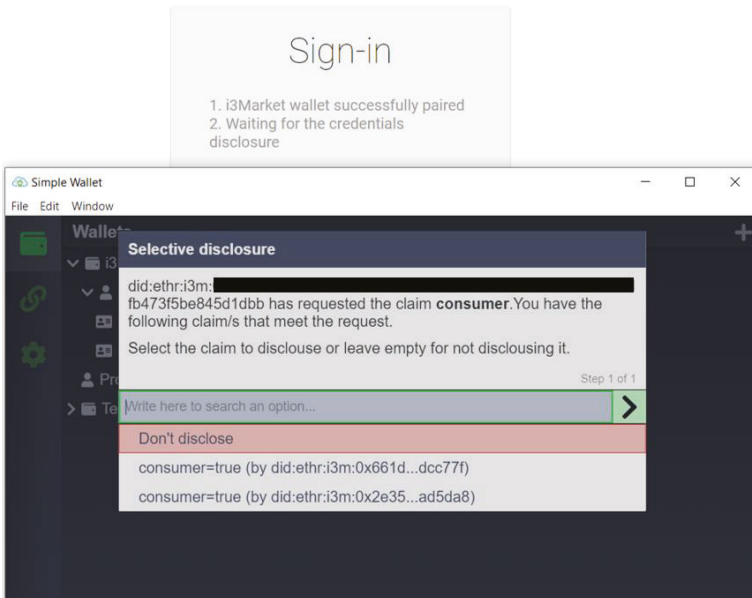 Sign-in
1. i3Market wallet successfully paired
2. Waiting for the credentials
disclosure
Simple Wallet
File Edit Window
Wallets
Selective disclosure
i3
did:ethr:i3m:
fb473f5be845d1dbb has requested the claim consumer.You have the
following claim/s that meet the request.
Select the claim to disclouse or leave empty for not disclousing it.
Pro
Step 1 of 1
Te
Write here to search an option...
Don't disclose
consumer=true (by did:ethr:i3m:0x661d...dcc77f)
consumer=true (by did:ethr:i3m:0x2e35...ad5da8)